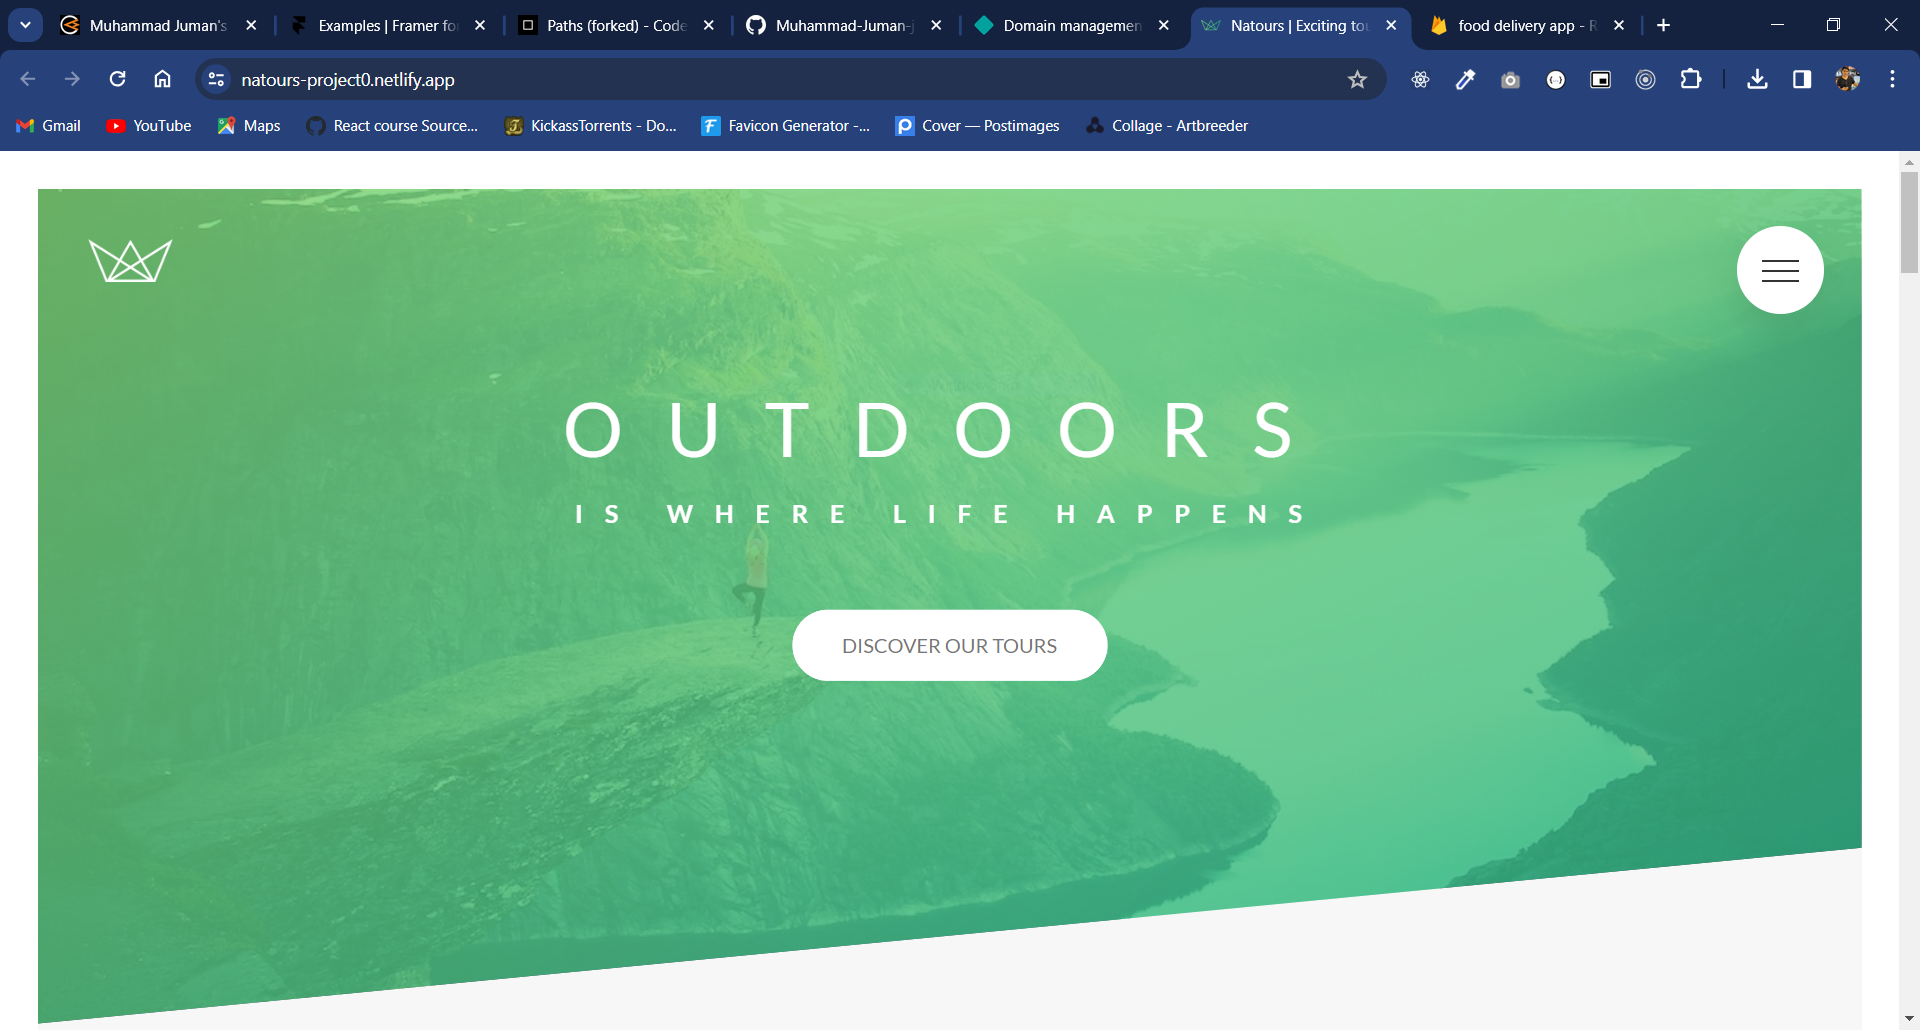 Muhammad Juman's
Examples | Framer fo
Paths (forked) - Code
Muhammad-Juman-j
Domain managemen
Natours | Exciting to
food delivery app - R
natours-project0.netlify.app
Gmail
YouTube
Maps
React course Source...
KickassTorrents - Do...
Favicon Generator -...
Cover — Postimages
Collage - Artbreeder
OUTDOORS
IS WHERE LIFE HAPPENS
DISCOVER OUR TOURS